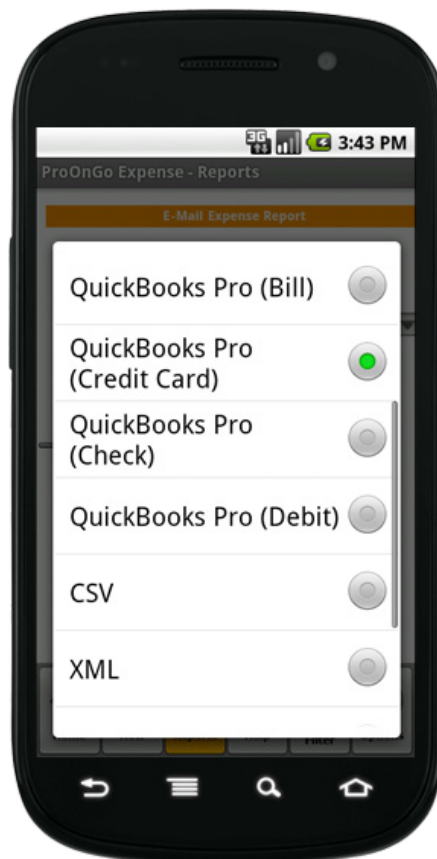 3G
3:43 PM
ProOnGo Expense - Reports
E-Mail Expense Report
QuickBooks Pro (Bill)
QuickBooks Pro
(Credit Card)
QuickBooks Pro
(Check)
QuickBooks Pro (Debit)
CSV
XML
Filter